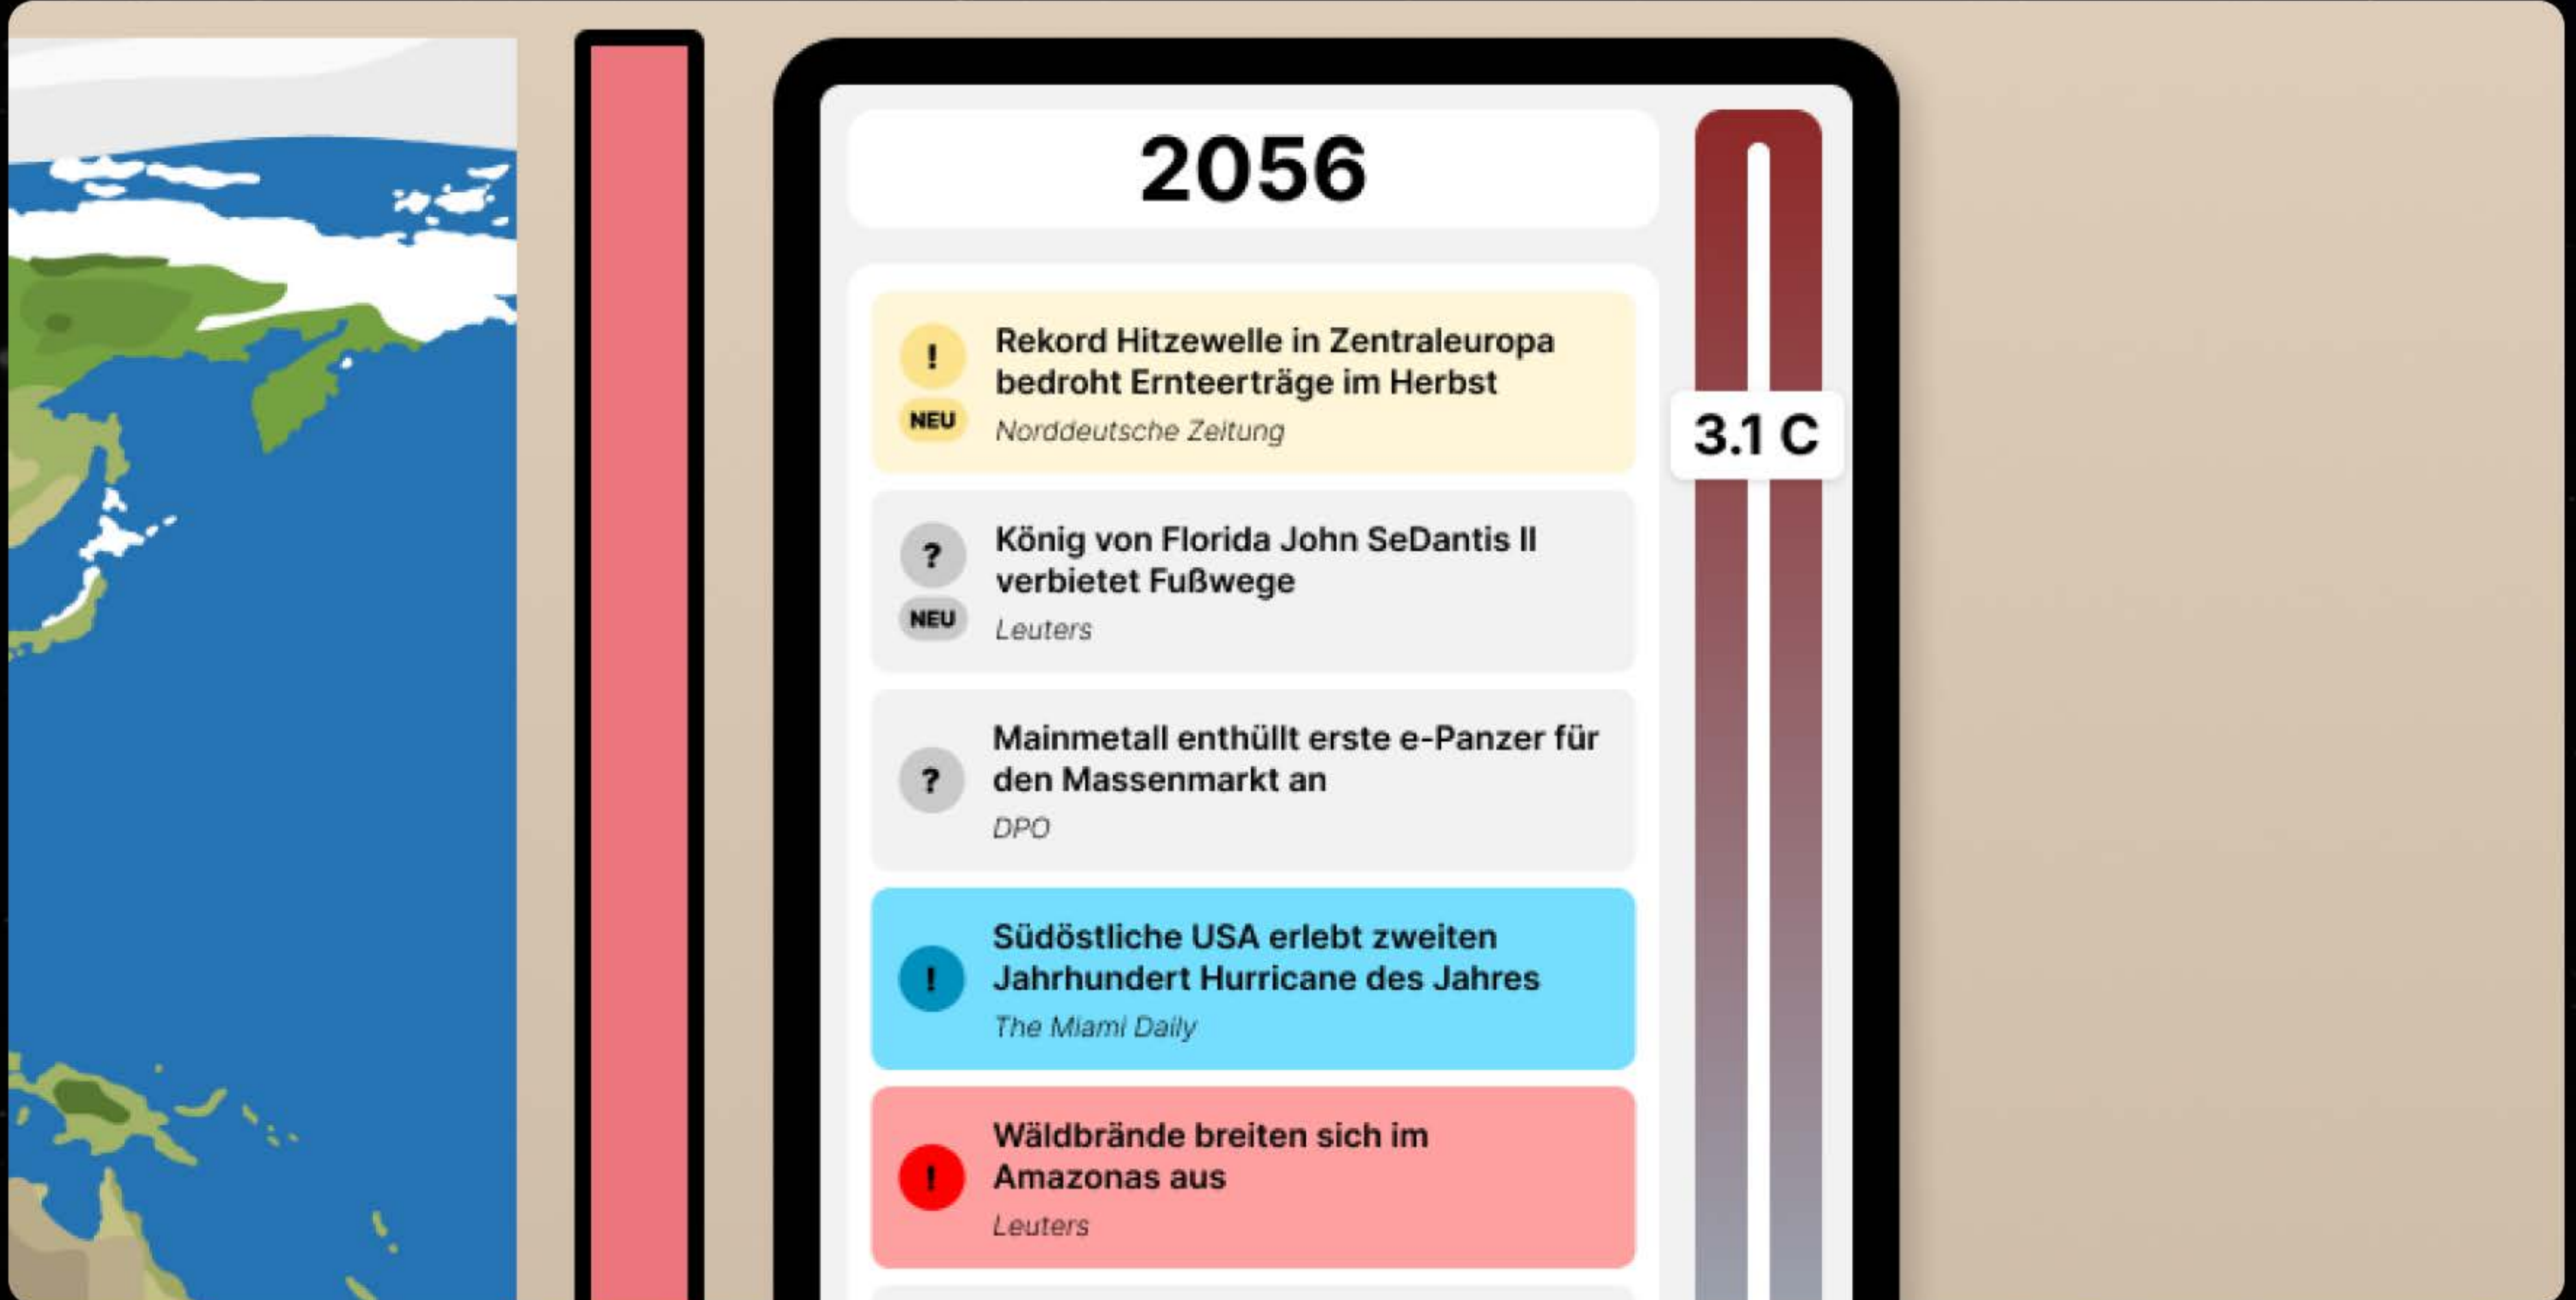 2056
!
NEU
Rekord Hitzewelle in Zentraleuropa
bedroht Ernteerträge im Herbst
Norddeutsche Zeitung
3.1 C
?
NEU
König von Florida John SeDantis II
verbietet Fußwege
Leuters
?
Mainmetall enthüllt erste e-Panzer für
den Massenmarkt an
DPO
!
Südöstliche USA erlebt zweiten
Jahrhundert Hurricane des Jahres
The Miami Daily
!
Wäldbrände breiten sich im
Amazonas aus
Leuters